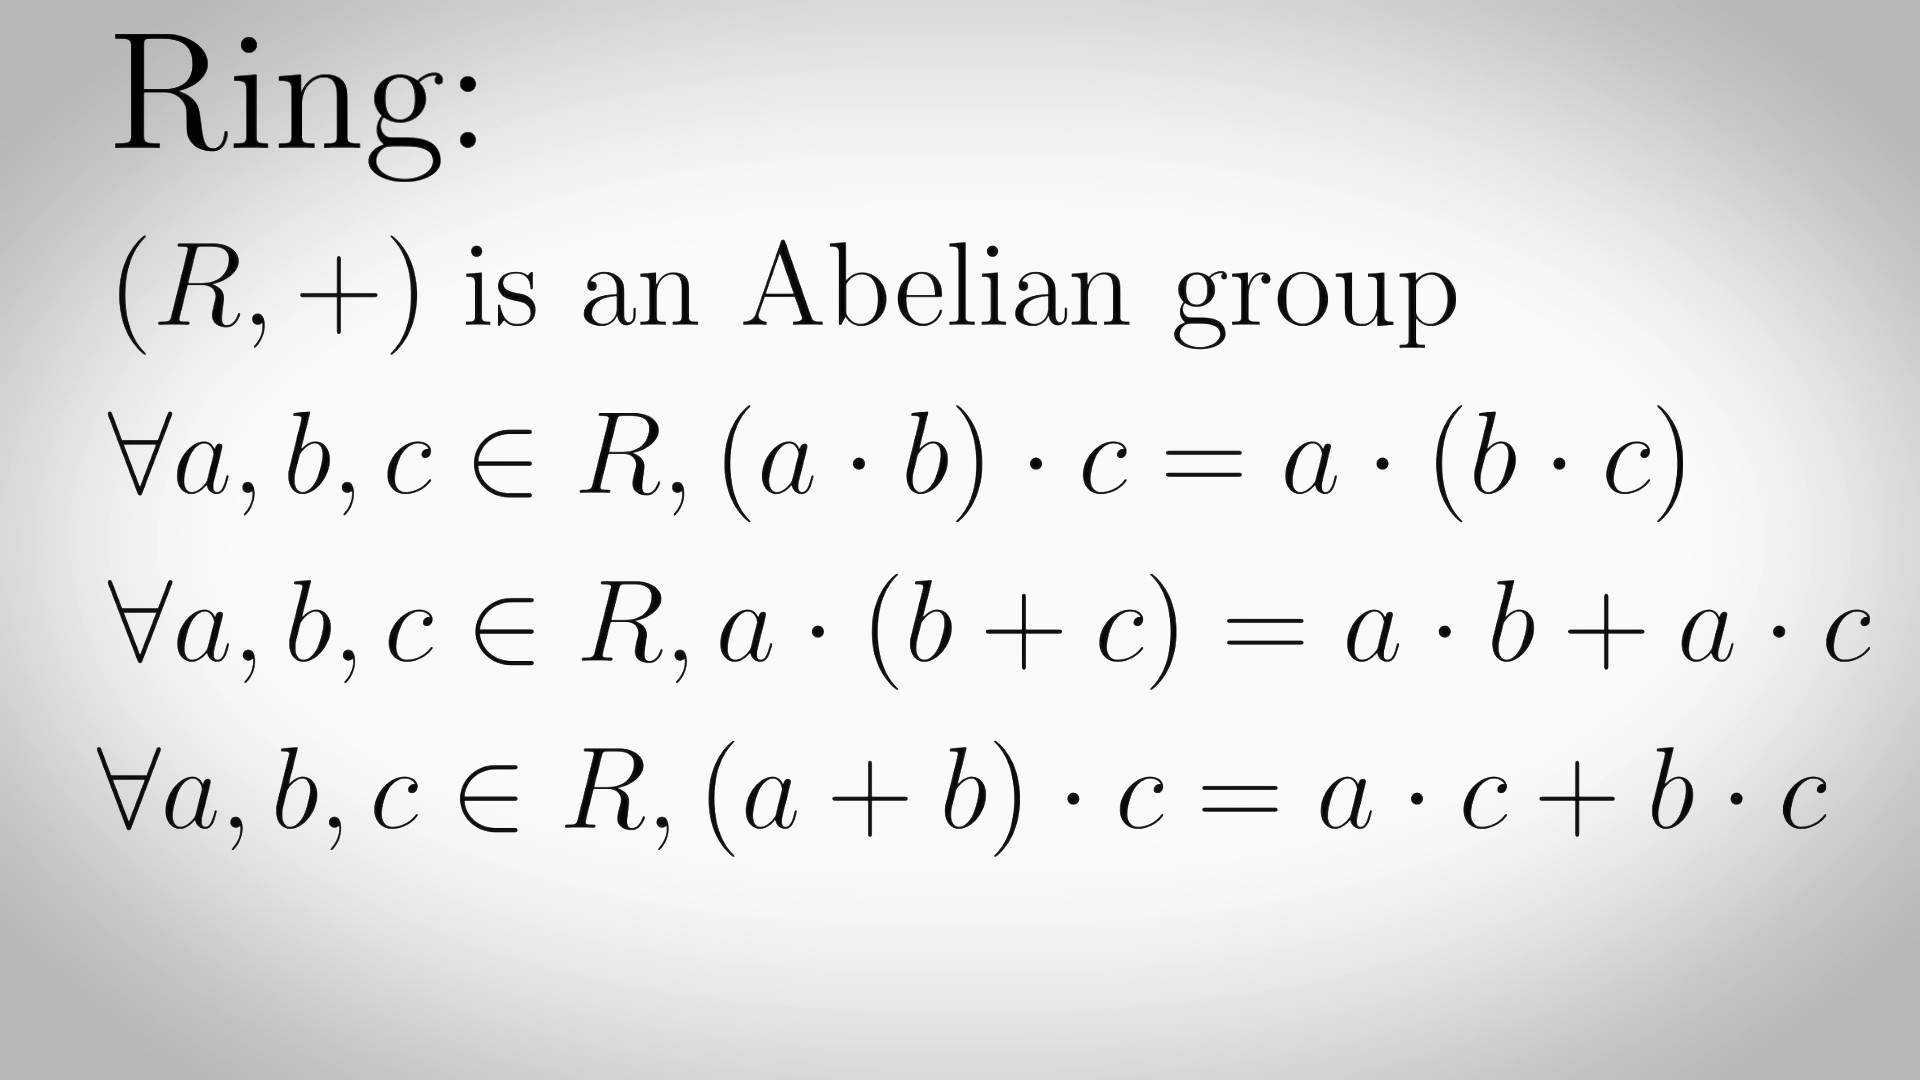 Ring:
(R, +) is an Abelian group
∀a, b, c ∈ R, (a · b) · c = a · (b · c)
∀a, b, c ∈ R, a · (b + c) = a · b + a · c
∀a, b, c ∈ R, (a + b) · c = a · c + b · c